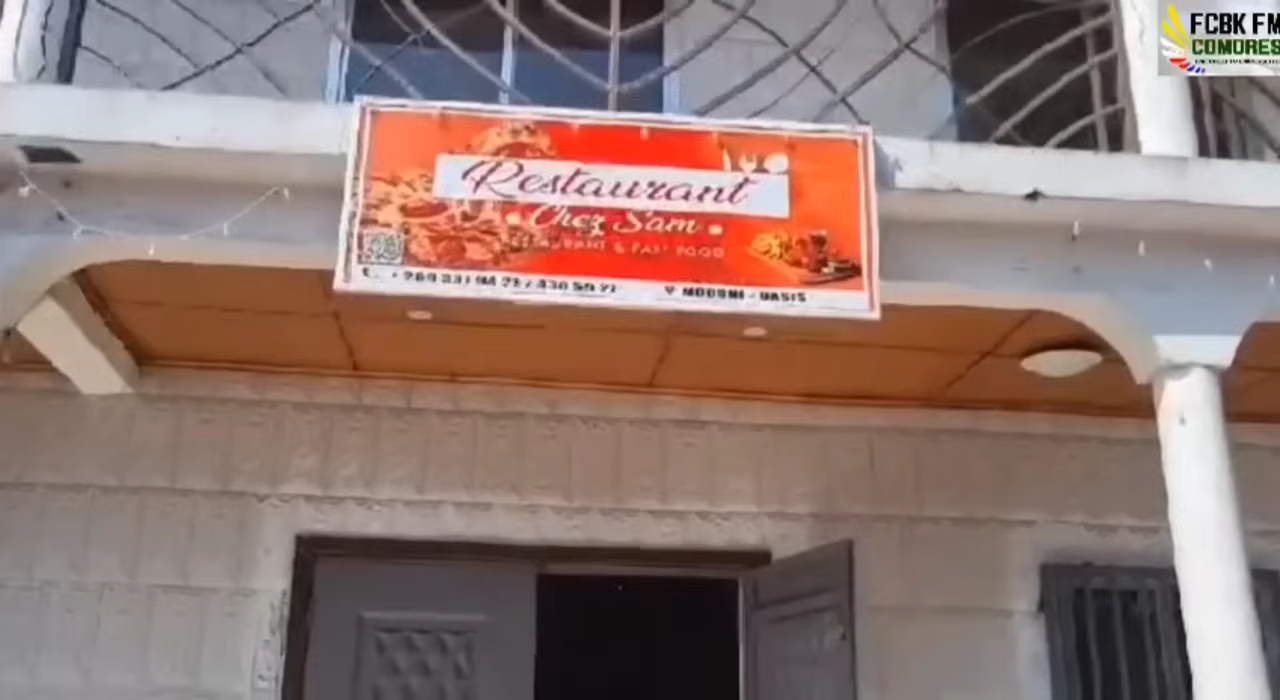 FCBK FM
COMORES
Restaurant
Chez Sam
RESTAURANT & FAST FOOD
MORONI - OASIS